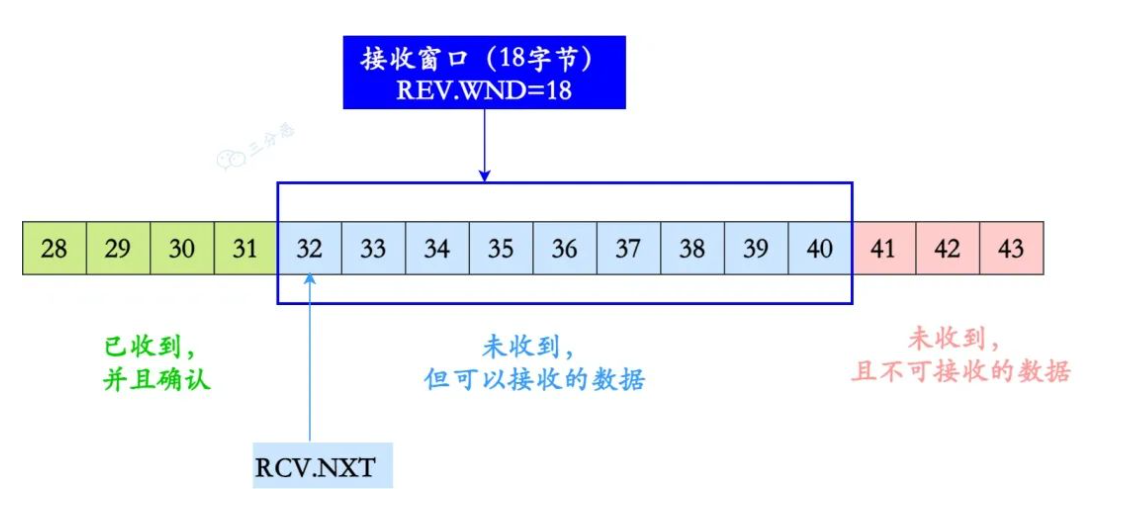 接收窗口（18字节）
REV.WND=18
三分恶
28 29 30 31 32 33 34 35 36 37 38 39 40 41 42 43
已收到，
并且确认
未收到，
但可以接收的数据
未收到，
且不可接收的数据
RCV.NXT